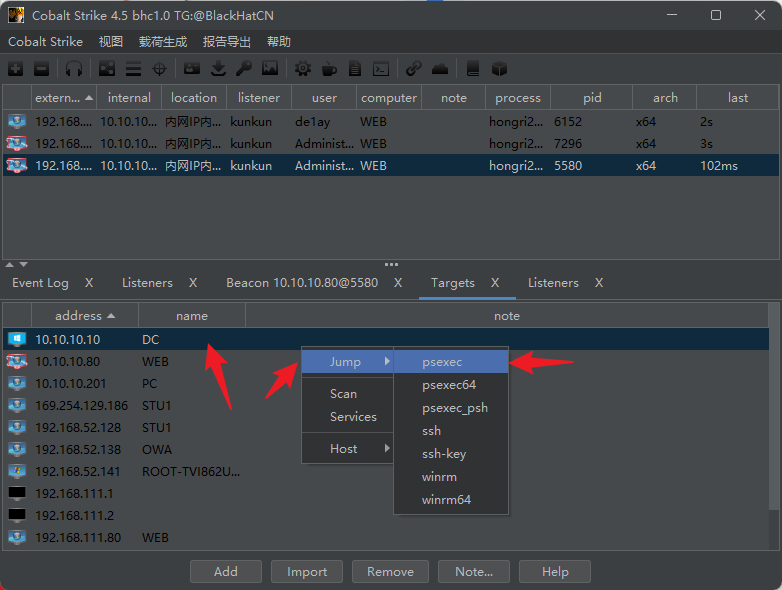 Cobalt Strike 4.5 bhc1.0 TG:@BlackHatCN
Cobalt Strike 视图 载荷生成 报告导出 帮助
extern... internal location listener user computer note process pid arch last
192.168.... 10.10.10... 内网IP内... kunkun de1ay WEB hongri2... 6152 x64 2s
192.168.... 10.10.10... 内网IP内... kunkun Administ... WEB hongri2... 7296 x64 3s
192.168.... 10.10.10... 内网IP内... kunkun Administ... WEB hongri2... 5580 x64 102ms
Event Log X Listeners X Beacon 10.10.10.80@5580 X Targets X Listeners X
address name note
10.10.10.10 DC
10.10.10.80 WEB
10.10.10.201 PC
169.254.129.186 STU1
192.168.52.128 STU1
192.168.52.138 OWA
192.168.52.141 ROOT-TVI862U...
192.168.111.1
192.168.111.2
192.168.111.80 WEB
Jump
Scan
Services
Host
psexec
psexec64
psexec_psh
ssh
ssh-key
winrm
winrm64
Add Import Remove Note... Help